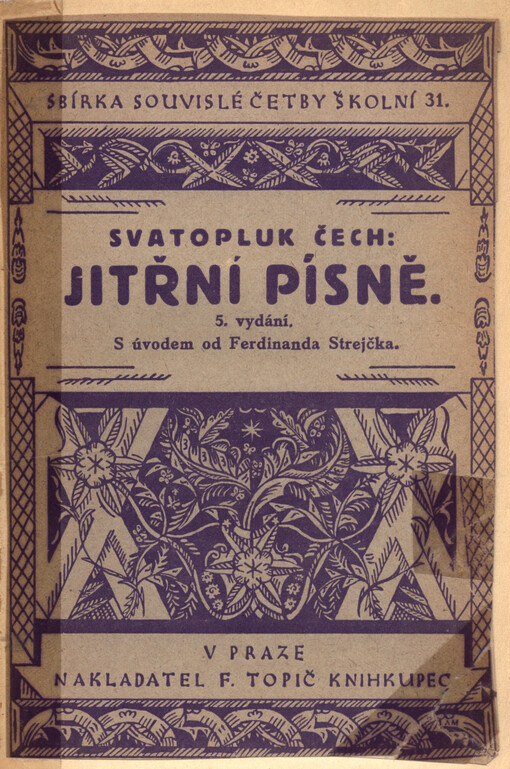 SBÍRKA SOUVISLÉ ČETBY ŠKOLNÍ 31.
SVATOPLUK ČECH:
JITŘNÍ PÍSNĚ.
5. vydání.
S úvodem od Ferdinanda Strejčka.
V PRAZE
NAKLADATEL F. TOPIČ KNIHKUPEC